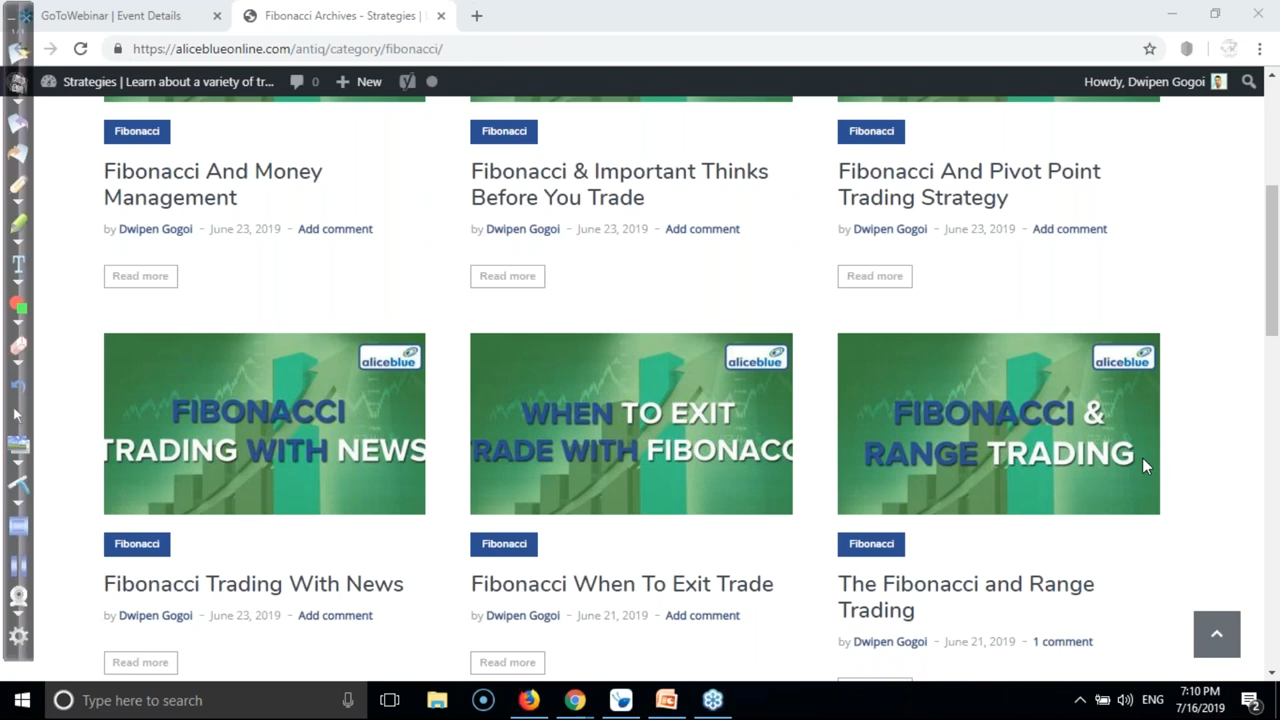 GoToWebinar | Event Details
Fibonacci Archives - Strategies |
https://aliceblueonline.com/antiq/category/fibonacci/
Strategies | Learn about a variety of tr... 0 New
Howdy, Dwipen Gogoi
Fibonacci
Fibonacci And Money
Management
by Dwipen Gogoi - June 23, 2019 - Add comment
Read more
Fibonacci
Fibonacci & Important Thinks
Before You Trade
by Dwipen Gogoi - June 23, 2019 - Add comment
Read more
Fibonacci
Fibonacci And Pivot Point
Trading Strategy
by Dwipen Gogoi - June 23, 2019 - Add comment
Read more
aliceblue
FIBONACCI
TRADING WITH NEWS
Fibonacci
Fibonacci Trading With News
by Dwipen Gogoi - June 23, 2019 - Add comment
Read more
aliceblue
WHEN TO EXIT
RADE WITH FIBONACC
Fibonacci
Fibonacci When To Exit Trade
by Dwipen Gogoi - June 21, 2019 - Add comment
Read more
aliceblue
FIBONACCI &
RANGE TRADING
Fibonacci
The Fibonacci and Range
Trading
by Dwipen Gogoi - June 21, 2019 - 1 comment
Type here to search
ENG
7:10 PM
7/16/2019
2